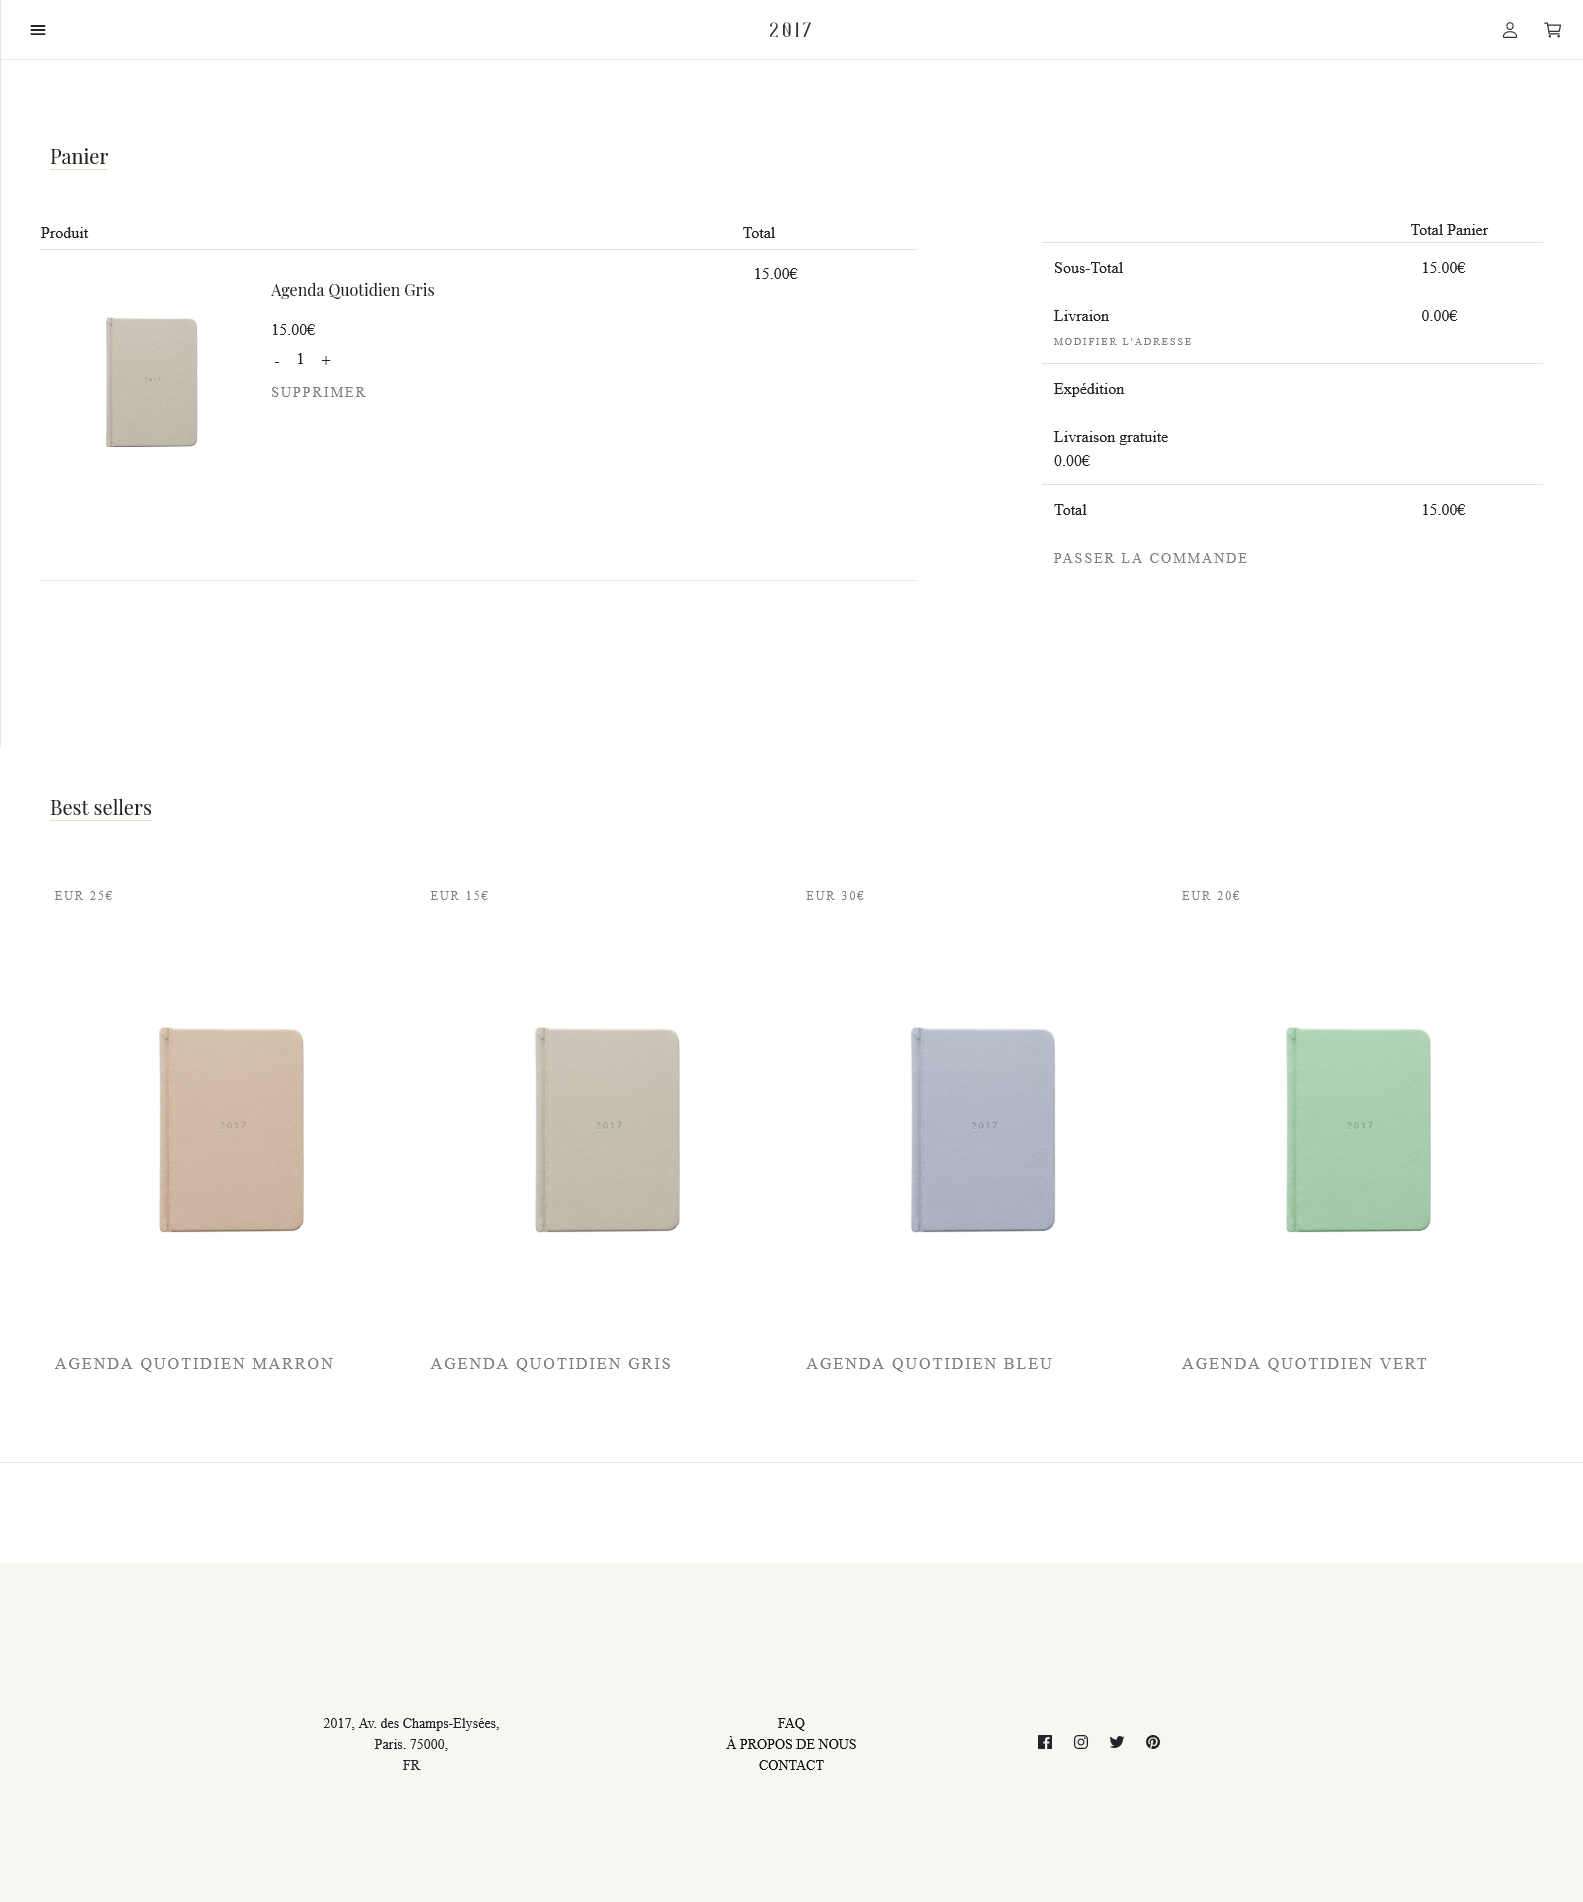 2017
Panier
Produit Total
Agenda Quotidien Gris 15.00€
15.00€
- 1 +
SUPPRIMER
2017
Total Panier
Sous-Total 15.00€
Livraion 0.00€
MODIFIER L'ADRESSE
Expédition
Livraison gratuite
0.00€
Total 15.00€
PASSER LA COMMANDE
Best sellers
EUR 25€ EUR 15€ EUR 30€ EUR 20€
2017 2017 2017 2017
AGENDA QUOTIDIEN MARRON AGENDA QUOTIDIEN GRIS AGENDA QUOTIDIEN BLEU AGENDA QUOTIDIEN VERT
2017, Av. des Champs-Elysées,
Paris. 75000,
FR
FAQ
À PROPOS DE NOUS
CONTACT